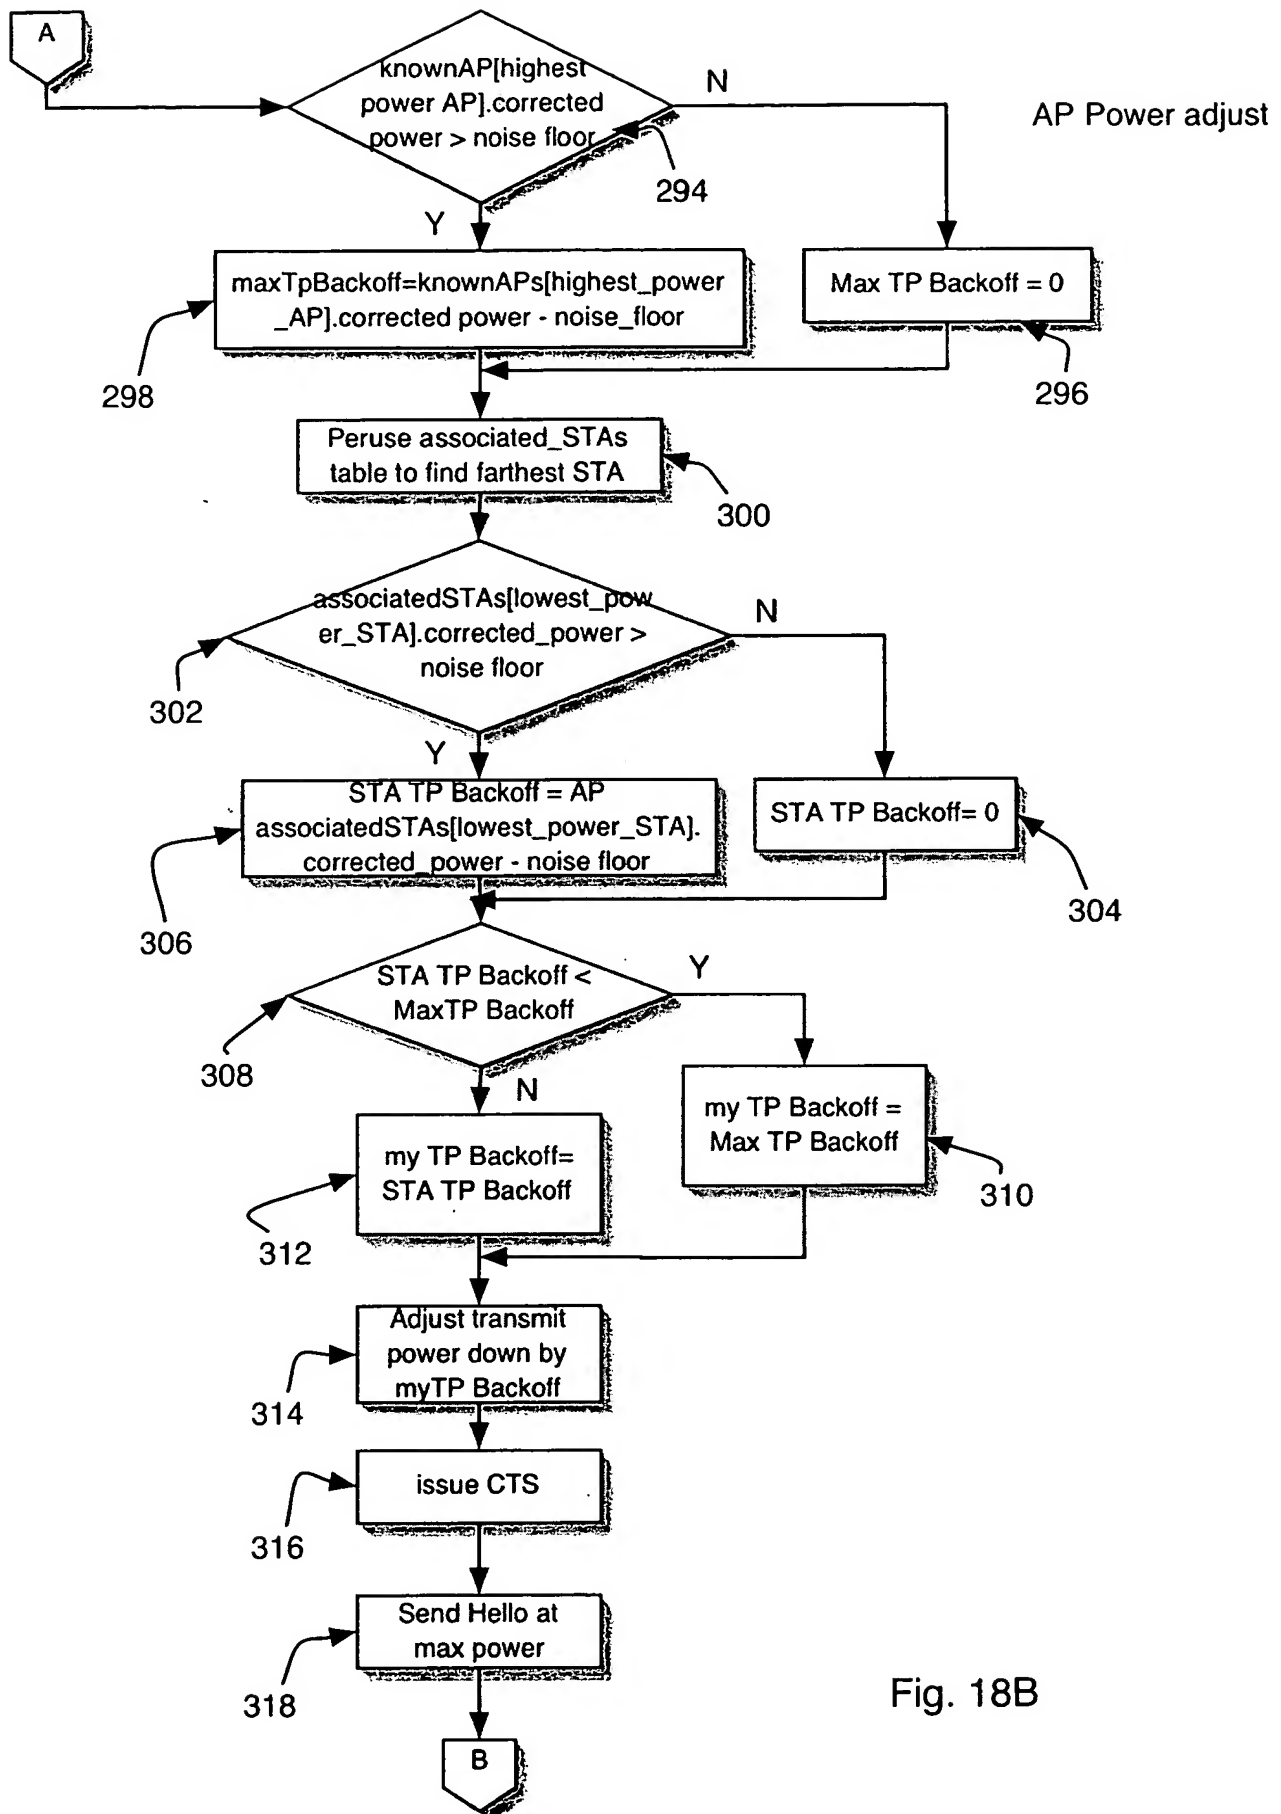 A
knownAP[highest
power AP].corrected
power > noise floor
N
AP Power adjust
294
Y
maxTpBackoff=knownAPs[highest_power
_AP].corrected power - noise_floor
Max TP Backoff = 0
298
296
Peruse associated_STAs
table to find farthest STA
300
associatedSTAs[lowest_pow
er_STA].corrected_power >
noise floor
N
302
Y
STA TP Backoff = AP
associatedSTAs[lowest_power_STA].
corrected_power - noise floor
STA TP Backoff= 0
304
306
STA TP Backoff <
MaxTP Backoff
Y
308
N
my TP Backoff =
Max TP Backoff
my TP Backoff=
STA TP Backoff
310
312
Adjust transmit
power down by
myTP Backoff
314
issue CTS
316
Send Hello at
max power
318
Fig. 18B
B